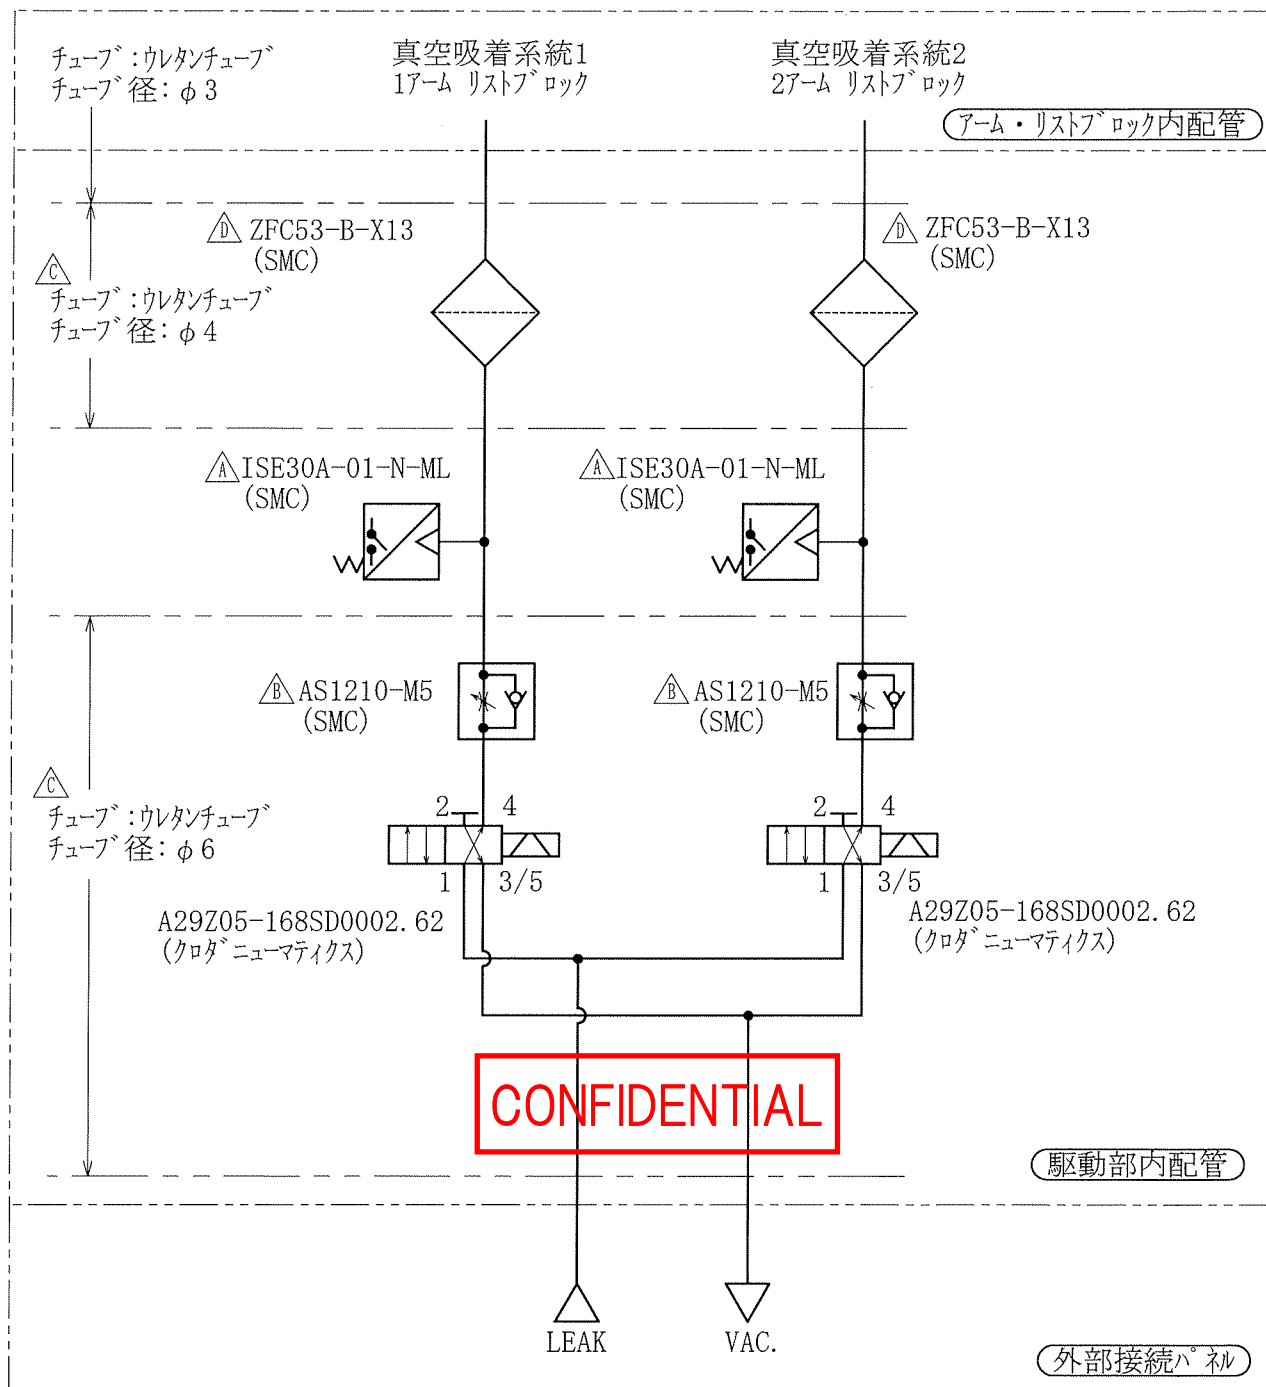 チューブ:ウレタンチューブ
チューブ径:φ3
真空吸着系統1
1アーム リストブロック
真空吸着系統2
2アーム リストブロック
アーム・リストブロック内配管
D ZFC53-B-X13
(SMC)
D ZFC53-B-X13
(SMC)
C
チューブ:ウレタンチューブ
チューブ径:φ4
A ISE30A-01-N-ML
(SMC)
A ISE30A-01-N-ML
(SMC)
B AS1210-M5
(SMC)
B AS1210-M5
(SMC)
C
チューブ:ウレタンチューブ
チューブ径:φ6
2 4
1 3/5
2 4
1 3/5
A29Z05-168SD0002.62
(クロダニューマティクス)
A29Z05-168SD0002.62
(クロダニューマティクス)
CONFIDENTIAL
駆動部内配管
LEAK
VAC.
外部接続パネル